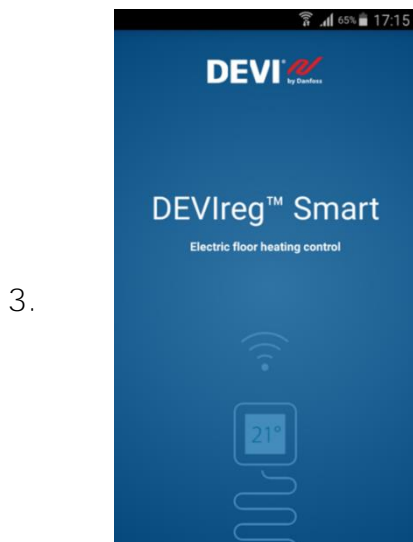 65% 17:15
DEVI®
by Danfoss
DEVIreg™ Smart
Electric floor heating control
3.
21°